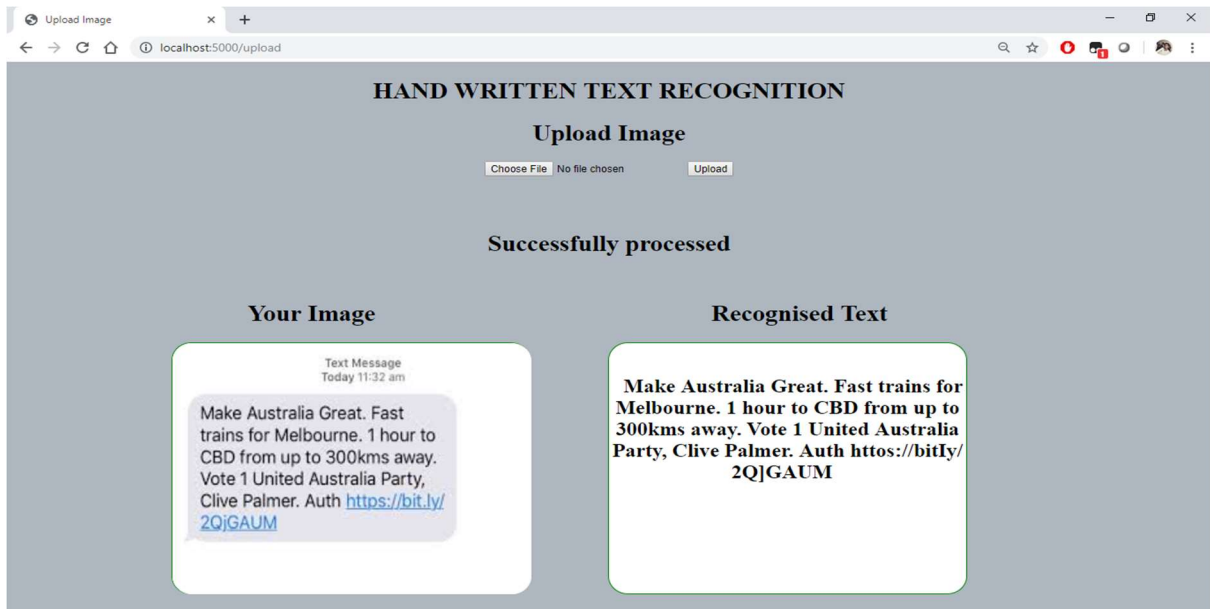 Upload Image
localhost:5000/upload
1
HAND WRITTEN TEXT RECOGNITION
Upload Image
Choose File No file chosen Upload
Successfully processed
Your Image
Text Message
Today 11:32 am
Make Australia Great. Fast
trains for Melbourne. 1 hour to
CBD from up to 300kms away.
Vote 1 United Australia Party,
Clive Palmer. Auth https://bit.ly/
2QjGAUM
Recognised Text
Make Australia Great. Fast trains for
Melbourne. 1 hour to CBD from up to
300kms away. Vote 1 United Australia
Party, Clive Palmer. Auth httos://bitIy/
2Q]GAUM